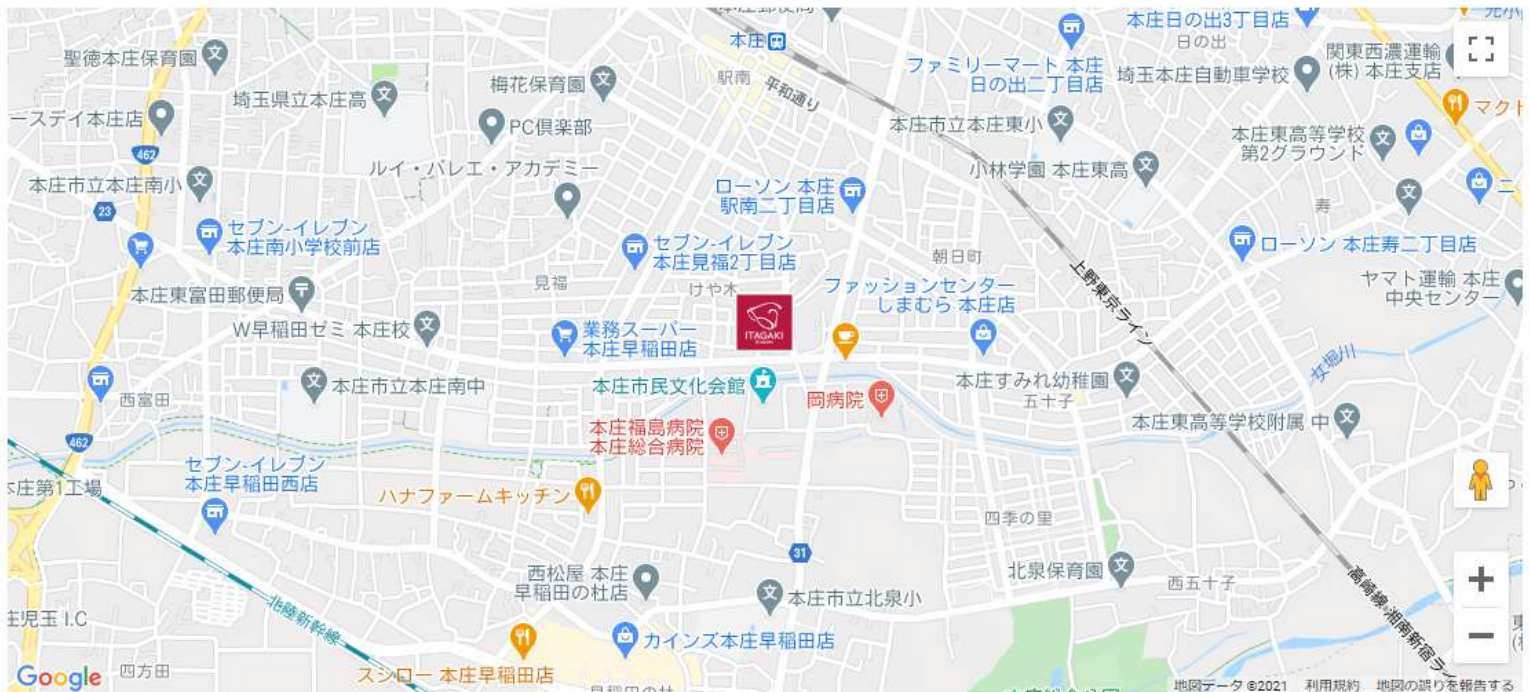 本庄
本庄日の出3丁目店
日の出
聖徳本庄保育園
駅南
平和通り
ファミリーマート 本庄
日の出二丁目店
埼玉本庄自動車学校
関東西濃運輸
(株) 本庄支店
埼玉県立本庄高
梅花保育園
ースデイ本庄店
PC倶楽部
マクド
462
本庄市立本庄東小
本庄東高等学校
第2グラウンド
ルイ・バレエ・アカデミー
小林学園 本庄東高
本庄市立本庄南小
23
ローソン 本庄
駅南二丁目店
寿
セブン-イレブン
本庄南小学校前店
セブン-イレブン
本庄見福2丁目店
朝日町
ローソン 本庄寿二丁目店
上野東京ライン
見福
けや木
ファッションセンター
しまむら 本庄店
ヤマト運輸 本庄
中央センター
本庄東富田郵便局
W早稲田ゼミ 本庄校
業務スーパー
本庄早稲田店
ITAGAKI
女堀川
本庄市立本庄南中
本庄市民文化会館
岡病院
本庄すみれ幼稚園
五十子
西富田
本庄東高等学校附属 中
本庄福島病院
本庄総合病院
462
セブン-イレブン
本庄早稲田西店
本庄第1工場
ハナファームキッチン
四季の里
31
西松屋 本庄
早稲田の杜店
北泉保育園
西五十子
本庄市立北泉小
高崎線・湘南新宿ライ
北陸新幹線
庄児玉 I.C
カインズ本庄早稲田店
スシロー 本庄早稲田店
四方田
Google
地図データ ©2021 利用規約 地図の誤りを報告する